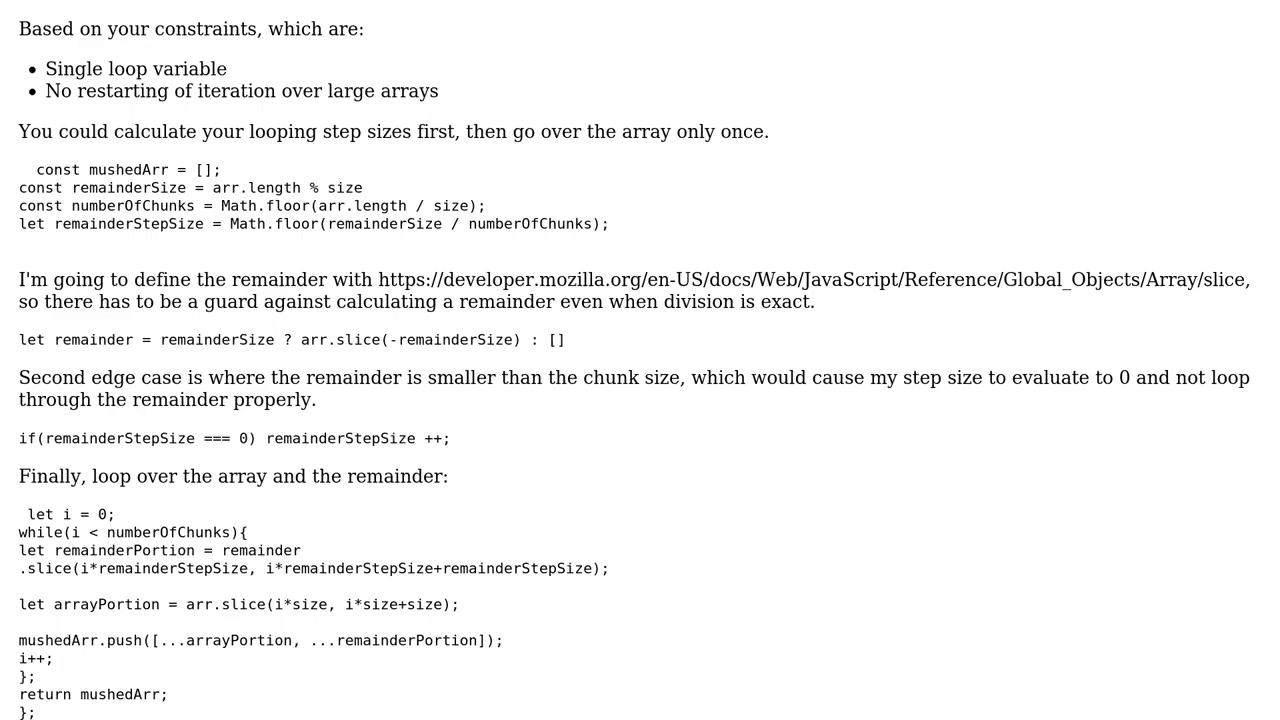 Based on your constraints, which are:
• Single loop variable
• No restarting of iteration over large arrays
You could calculate your looping step sizes first, then go over the array only once.
const mushedArr = [];
const remainderSize = arr.length % size
const numberOfChunks = Math.floor(arr.length / size);
let remainderStepSize = Math.floor(remainderSize / numberOfChunks);
I'm going to define the remainder with https://developer.mozilla.org/en-US/docs/Web/JavaScript/Reference/Global_Objects/Array/slice,
so there has to be a guard against calculating a remainder even when division is exact.
let remainder = remainderSize ? arr.slice(-remainderSize) : []
Second edge case is where the remainder is smaller than the chunk size, which would cause my step size to evaluate to 0 and not loop
through the remainder properly.
if(remainderStepSize === 0) remainderStepSize ++;
Finally, loop over the array and the remainder:
let i = 0;
while(i < numberOfChunks){
let remainderPortion = remainder
.slice(i*remainderStepSize, i*remainderStepSize+remainderStepSize);
let arrayPortion = arr.slice(i*size, i*size+size);
mushedArr.push([...arrayPortion, ...remainderPortion]);
i++;
};
return mushedArr;
};